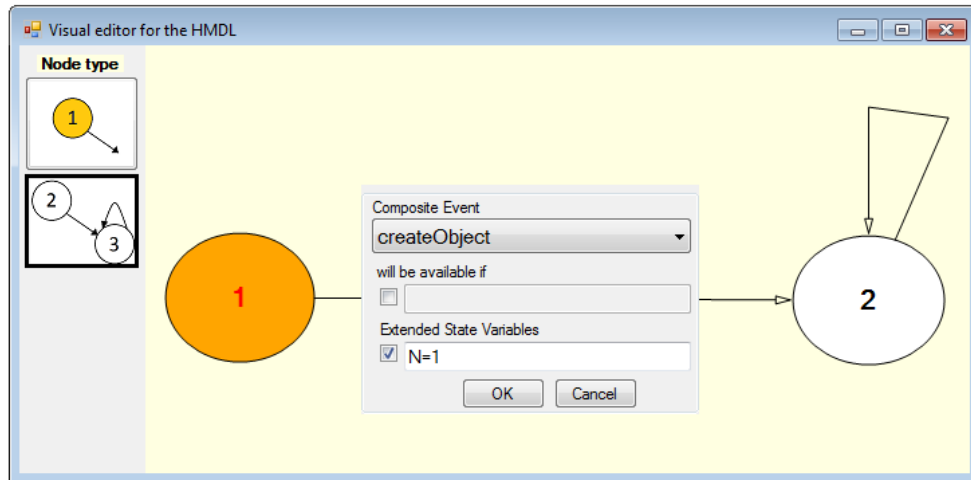 Visual editor for the HMDL
Node type
1
2
3
1
Composite Event
createObject
will be available if
Extended State Variables
N=1
OK Cancel
2